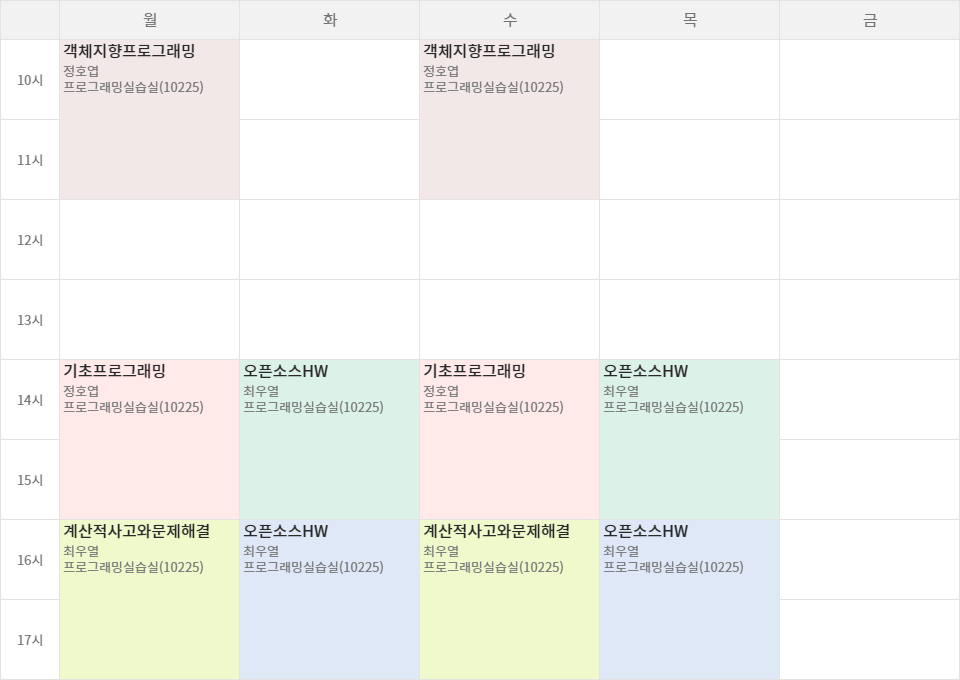 월 화 수 목 금
10시
객체지향프로그래밍
정호엽
프로그래밍실습실(10225)
객체지향프로그래밍
정호엽
프로그래밍실습실(10225)
11시
12시
13시
14시
기초프로그래밍
정호엽
프로그래밍실습실(10225)
오픈소스HW
최우열
프로그래밍실습실(10225)
기초프로그래밍
정호엽
프로그래밍실습실(10225)
오픈소스HW
최우열
프로그래밍실습실(10225)
15시
16시
계산적사고와문제해결
최우열
프로그래밍실습실(10225)
오픈소스HW
최우열
프로그래밍실습실(10225)
계산적사고와문제해결
최우열
프로그래밍실습실(10225)
오픈소스HW
최우열
프로그래밍실습실(10225)
17시